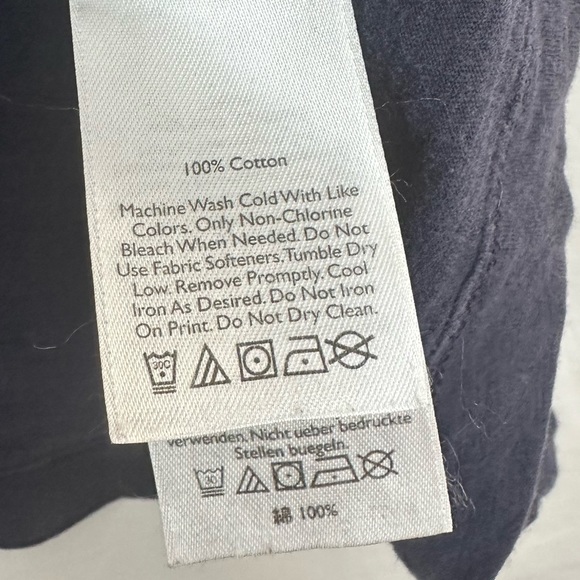 100% Cotton
Machine Wash Cold With Like
Colors. Only Non-Chlorine
Bleach When Needed. Do Not
Use Fabric Softeners. Tumble Dry
Low. Remove Promptly. Cool
Iron As Desired. Do Not Iron
On Print. Do Not Dry Clean.
30C
verwenden. Nicht ueber bedruckte
Stellen buegeln.
30
綿 100%